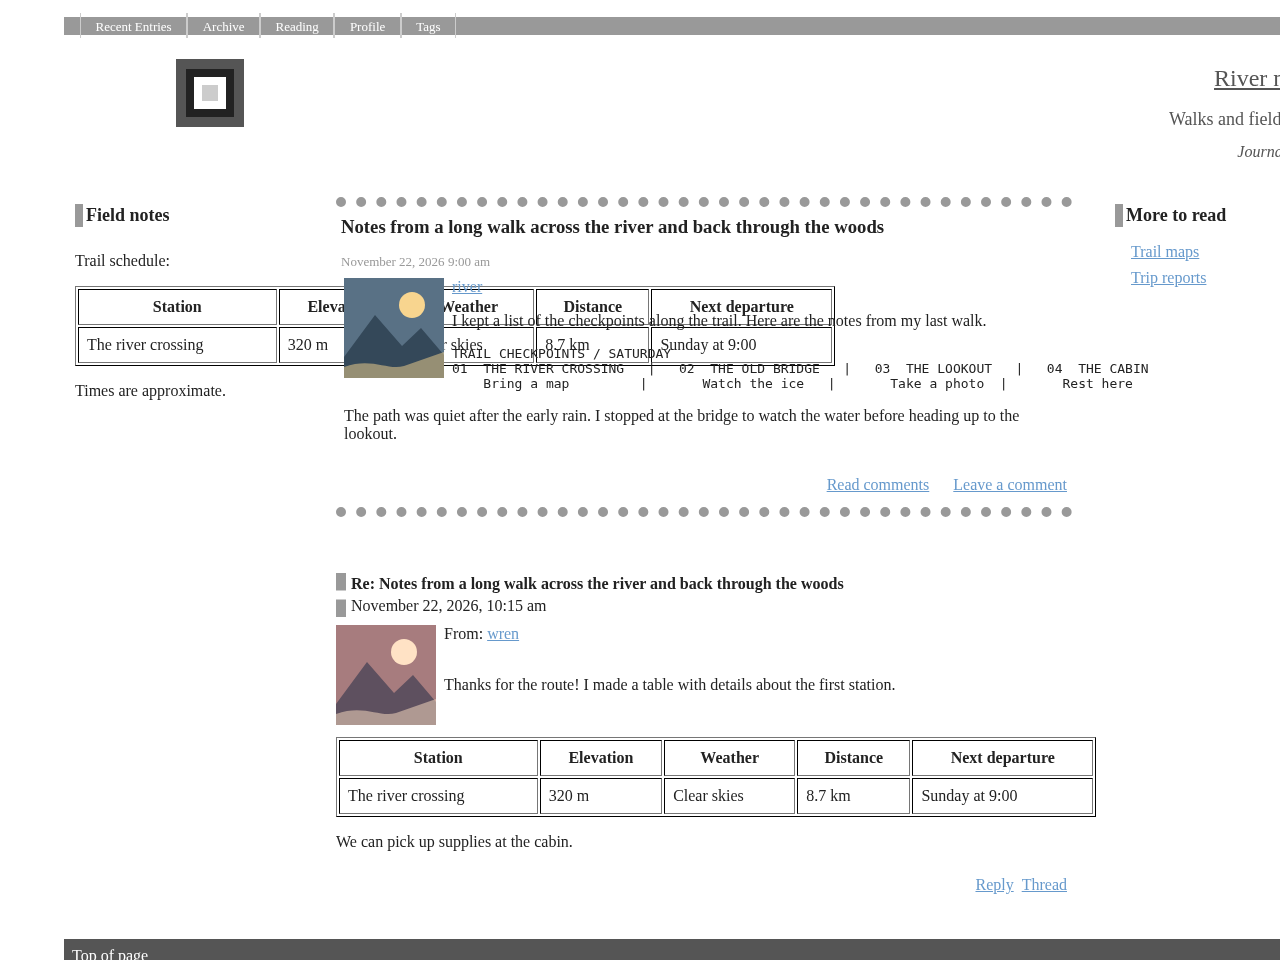 Recent Entries Archive Reading Profile Tags
River
Walks and field
Field notes
Trail schedule:
Station Weather Distance Next departure
The river crossing 320 m skies 8.7 km Sunday at 9:00
Times are approximate.
Notes from a long walk across the river and back through the woods
November 22, 2026 9:00 am
river
I kept a list of the checkpoints along the trail. Here are the notes from my last walk.
TRAIL CHECKPOINTS / SATURDAY
01 THE RIVER CROSSING | 02 THE OLD BRIDGE | 03 THE LOOKOUT | 04 THE CABIN
Bring a map | Watch the ice | Take a photo | Rest here
The path was quiet after the early rain. I stopped at the bridge to watch the water before heading up to the
lookout.
Read comments Leave a comment
More to read
Trail maps
Trip reports
Re: Notes from a long walk across the river and back through the woods
November 22, 2026, 10:15 am
From: wren
Thanks for the route! I made a table with details about the first station.
Station Elevation Weather Distance Next departure
The river crossing 320 m Clear skies 8.7 km Sunday at 9:00
We can pick up supplies at the cabin.
Reply Thread
Top of page